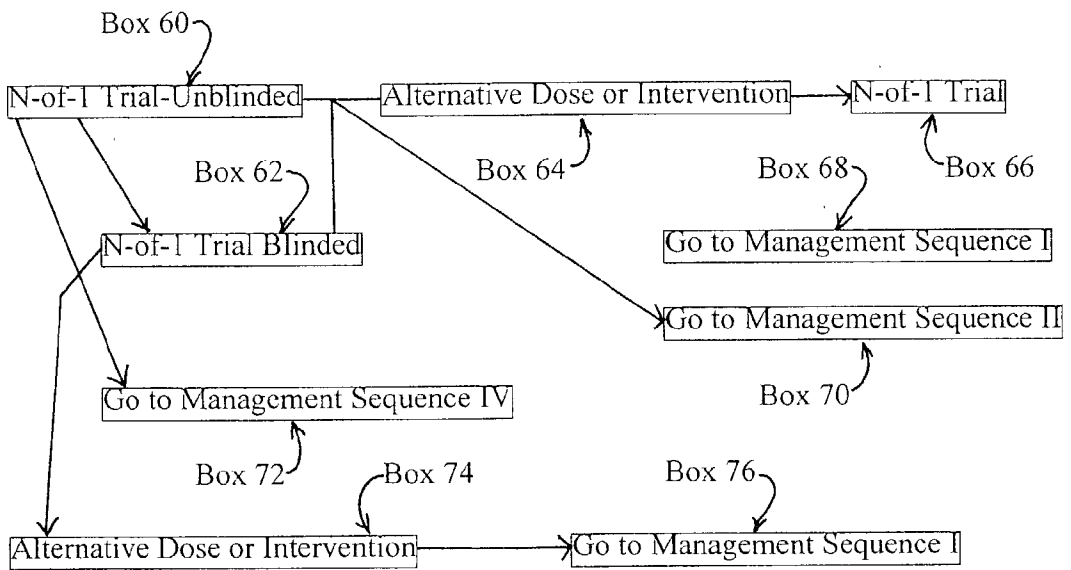 Box 60
N-of-1 Trial-Unblinded
Alternative Dose or Intervention
N-of-1 Trial
Box 62
Box 64
Box 68
Box 66
N-of-1 Trial Blinded
Go to Management Sequence I
Go to Management Sequence II
Box 70
Go to Management Sequence IV
Box 72
Box 74
Box 76
Alternative Dose or Intervention
Go to Management Sequence I